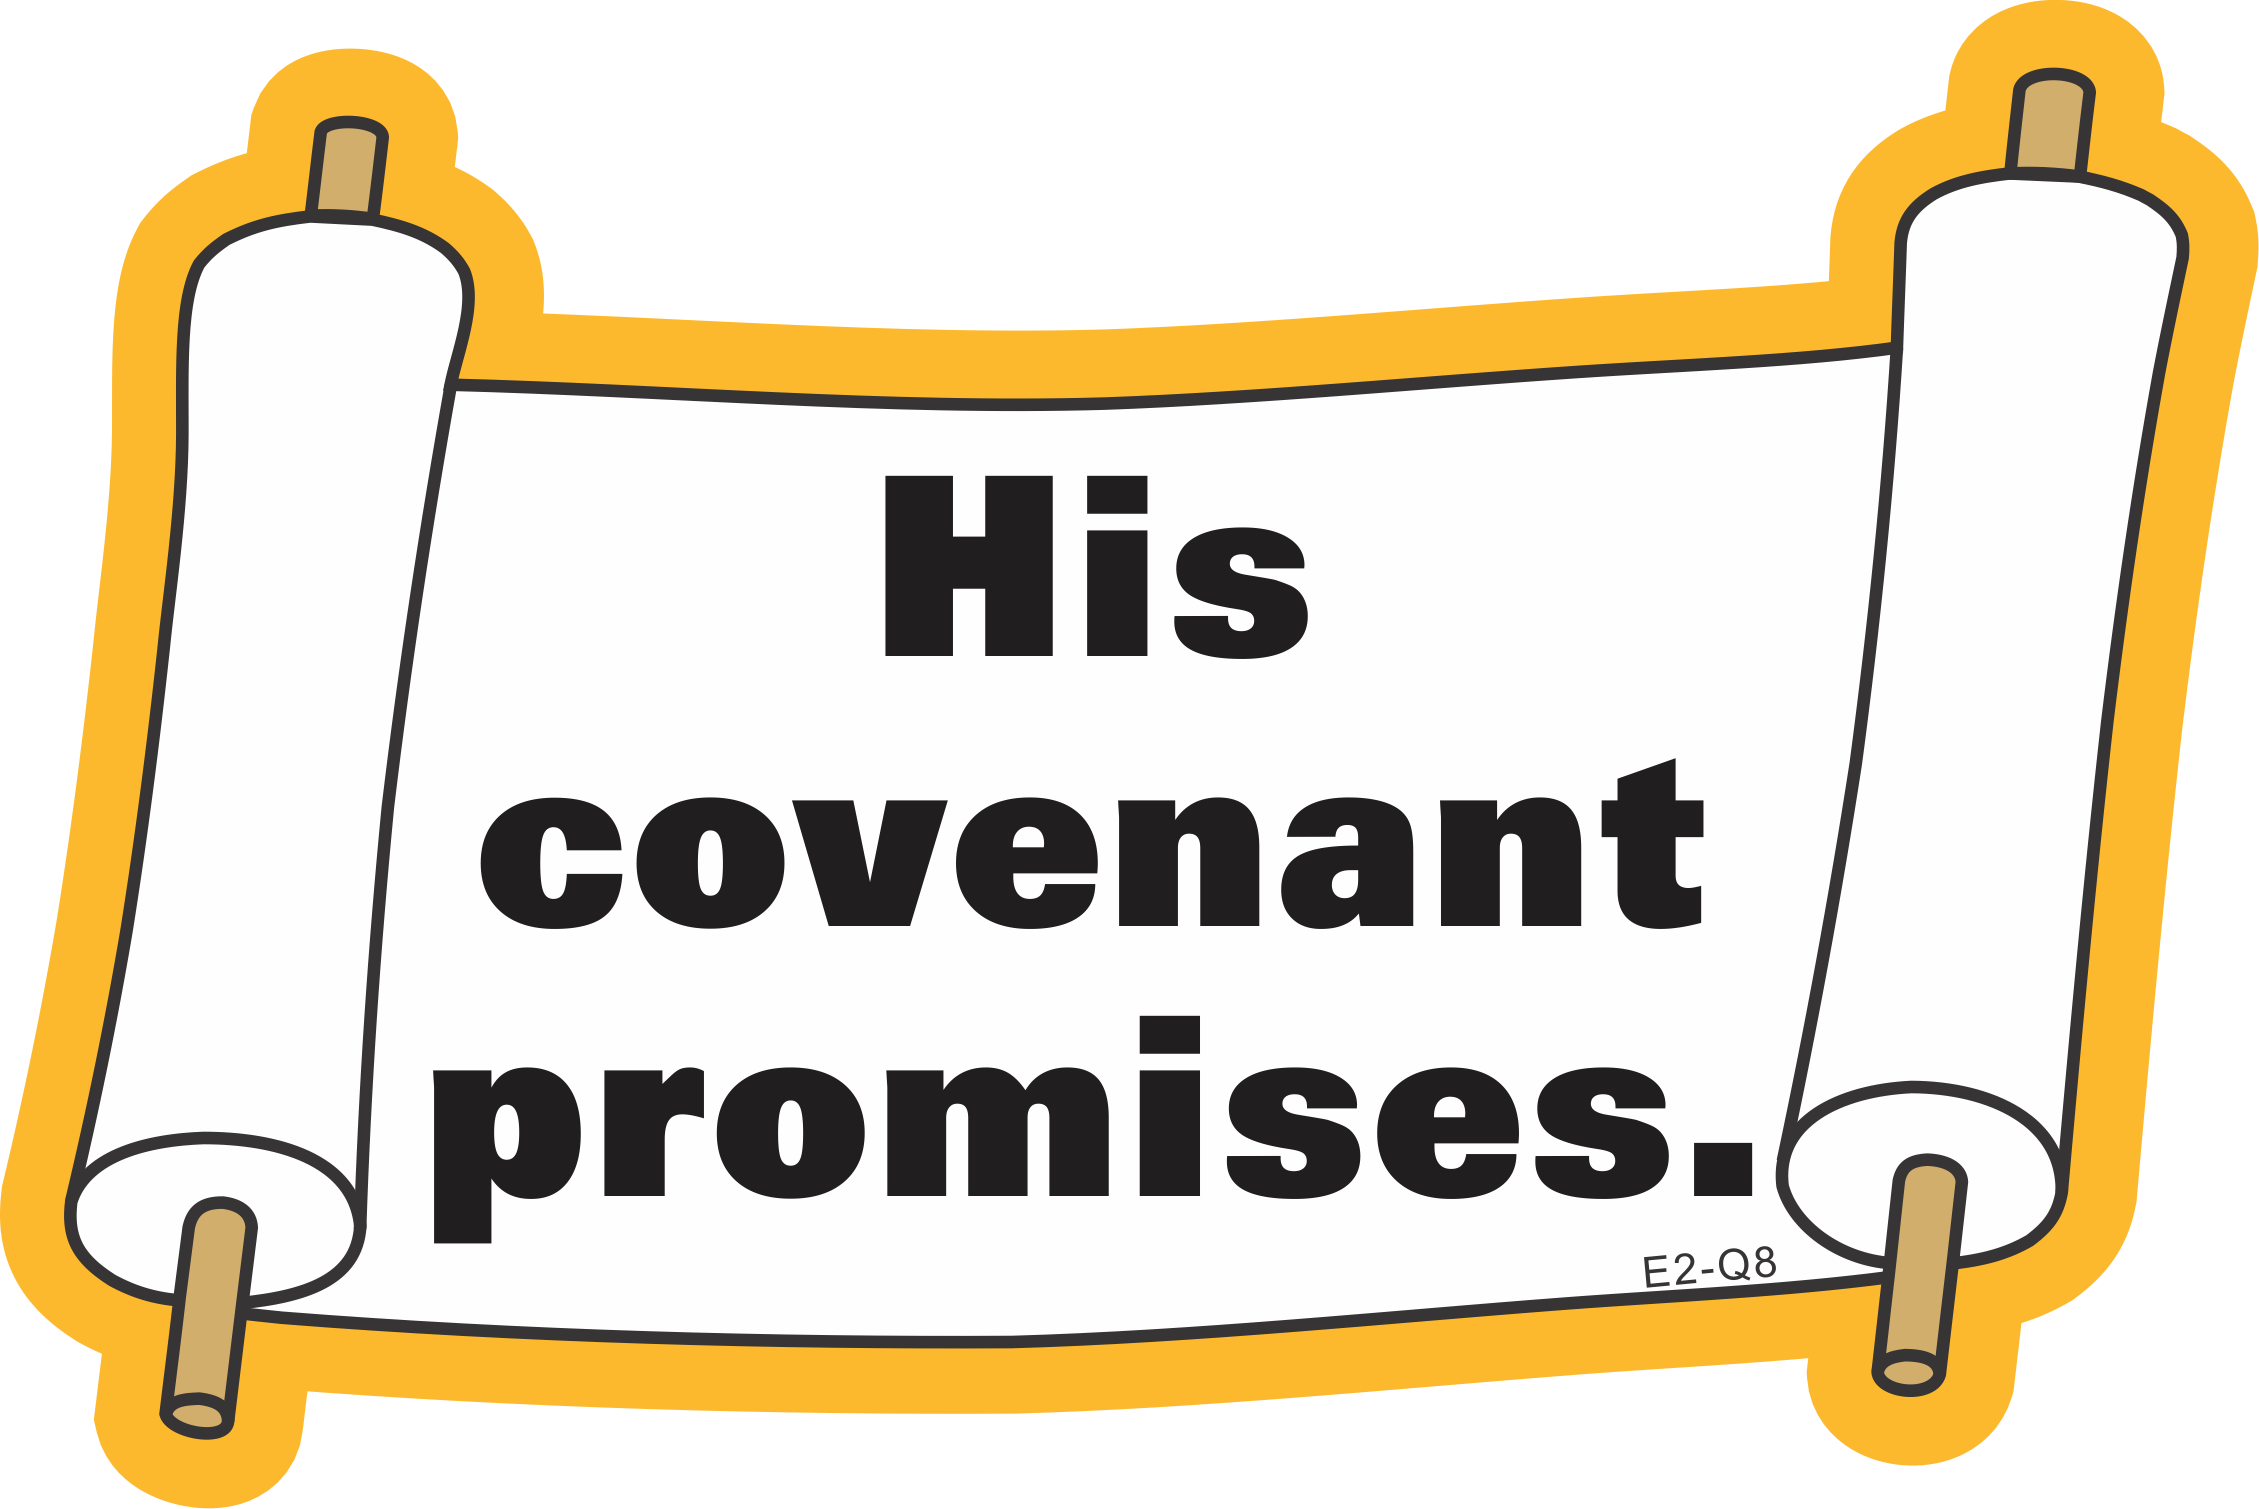 His
covenant
promises.
E2-Q8